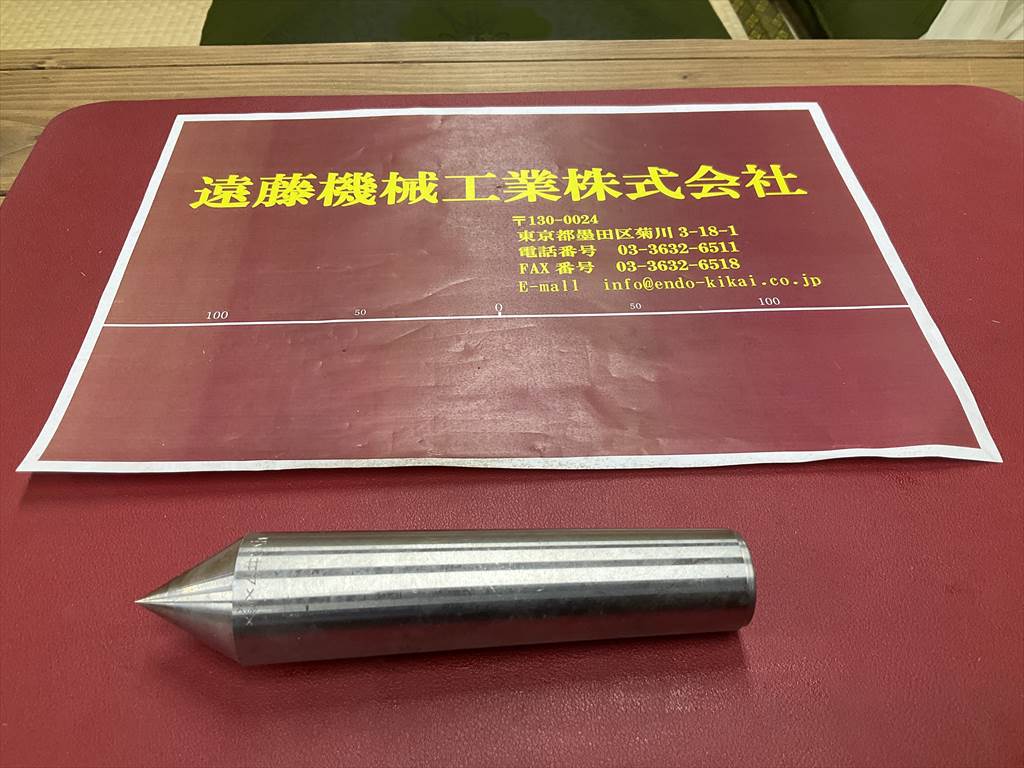 遠藤機械工業株式会社
〒130-0024
東京都墨田区菊川 3-18-1
電話番号 03-3632-6511
FAX 番号 03-3632-6518
E-mall info@endo-kikai.co.jp
100 50 0 50 100